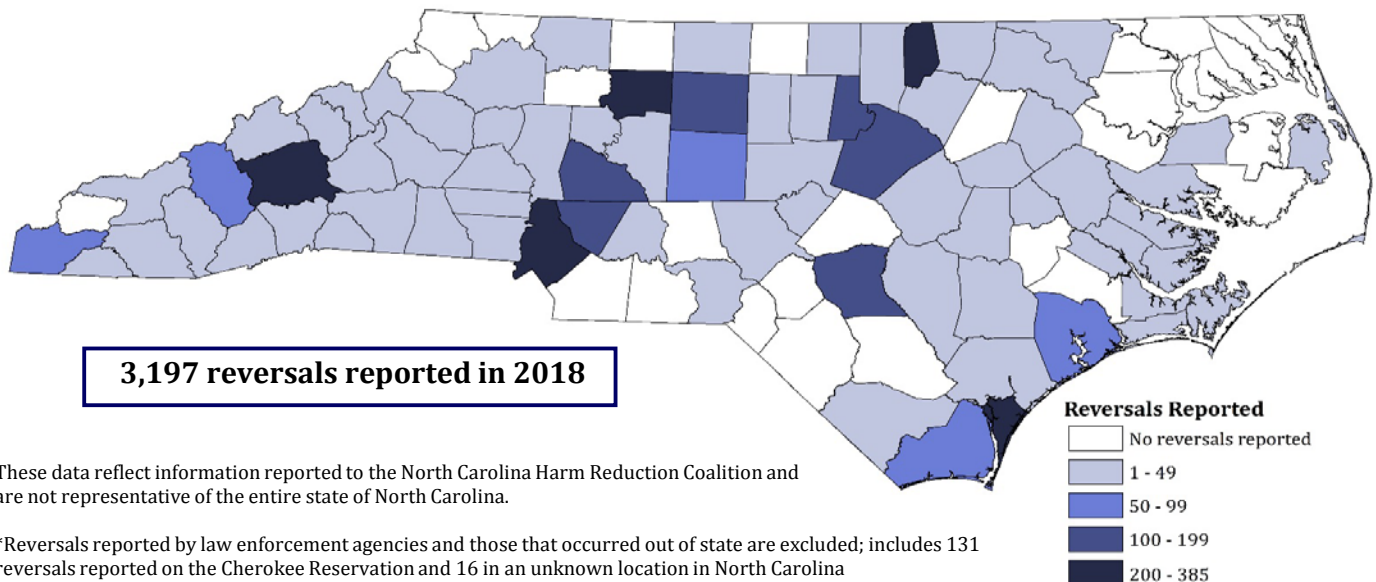 3,197 reversals reported in 2018
Reversals Reported
No reversals reported
1 - 49
50 - 99
100 - 199
200 - 385
These data reflect information reported to the North Carolina Harm Reduction Coalition and
are not representative of the entire state of North Carolina.
*Reversals reported by law enforcement agencies and those that occurred out of state are excluded; includes 131
reversals reported on the Cherokee Reservation and 16 in an unknown location in North Carolina